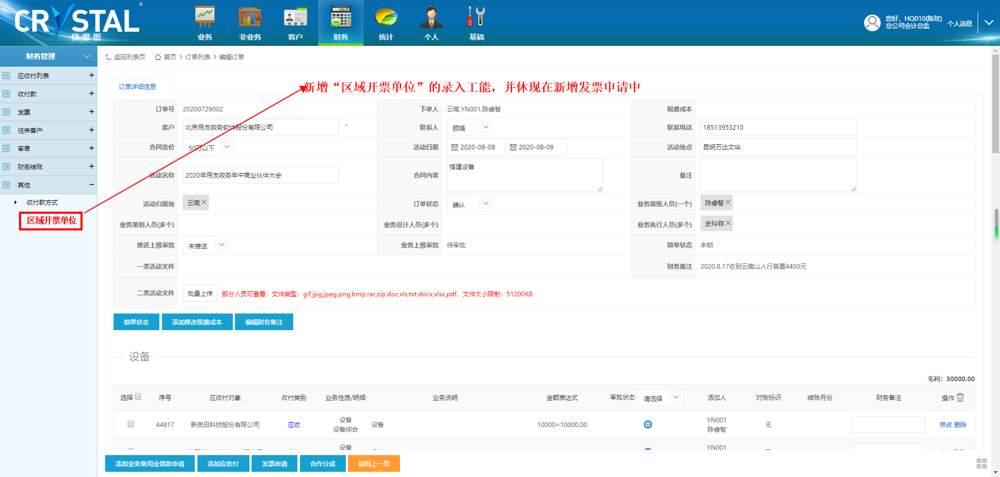 CRYSTAL ®
快思图
业务
非业务
客户
财务
统计
个人
基础
您好，HQ010(陈玟)
总公司会计总监
个人消息
财务管理
应收付列表 +
收付款 +
发票 +
往来客户 +
审单 +
财务结账 +
其他 −
收付款方式
区域开票单位
返回列表页 首页 > 订单列表 > 编辑订单
订单详细信息
新增“区域开票单位”的录入工能，并休现在新增发票申请中
订单号 20200729002 下单人 云南,YN001,陈睿智 税费成本
客户 北京用友政务软件股份有限公司 * 联系人 顾娟 联系电话 18513953210
合同造价 50万以下 活动日期 2020-08-08 2020-08-09 活动地点 昆明万达文华
活动名称 2020年用友政务年中商业伙伴大会 合同内容 搭建设备 备注
活动归属地 云南 订单状态 确认 业务报账人员(一个) 陈睿智
业务策划人员(多个) 业务设计人员(多个) 业务执行人员(多个) 史玲菲
推送上级审批 未推送 业务上级审批 待审批 锁单状态 未锁
一类活动文件 财务备注 2020.8.17收到云南山人行普票4400元
二类活动文件 批量上传 部分人员可查看，文件类型：gif,jpg,jpeg,png,bmp,rar,zip,doc,xls,txt,docx,xlsx,pdf，文件大小限制：51200KB
锁单状态 添加修改税费成本 编辑财务备注
设备
毛利：30000.00
选择 序号 应收付对象 收付类别 业务性质/明细 业务说明 金额表达式 审批状态 请选择 添加人 对账标识 结账月份 财务备注 操作
44817 新良田科技股份有限公司 应收 设备 设备综合 设备 10000=10000.00 YN001 陈睿智 无 修改 删除
设备 YN001
添加业务备用金借款申请 添加应收付 发票申请 合作分成 返回上一页